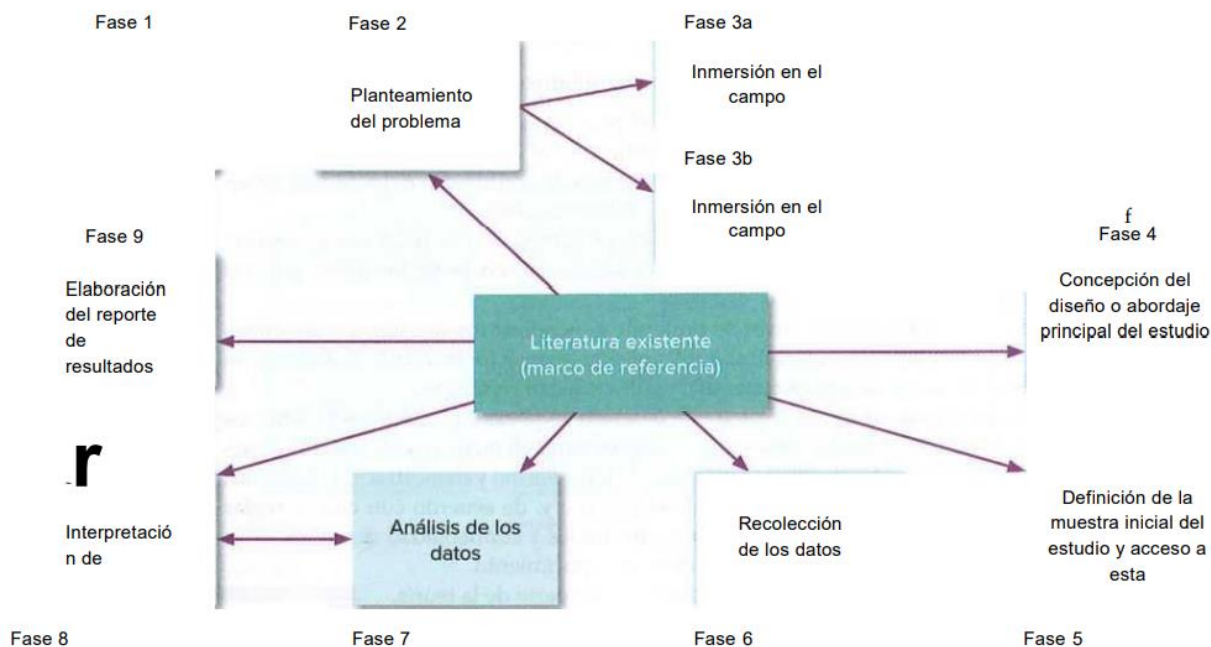 Fase 1
Fase 2
Fase 3a
Planteamiento
del problema
Inmersión en el
campo
Fase 3b
Inmersión en el
campo
f
Fase 4
Concepción del
diseño o abordaje
principal del estudio
Fase 9
Elaboración
del reporte
de
resultados
Literatura existente
(marco de referencia)
r
Interpretació
n de
Análisis de los
datos
Recolección
de los datos
Definición de la
muestra inicial del
estudio y acceso a
esta
Fase 8
Fase 7
Fase 6
Fase 5